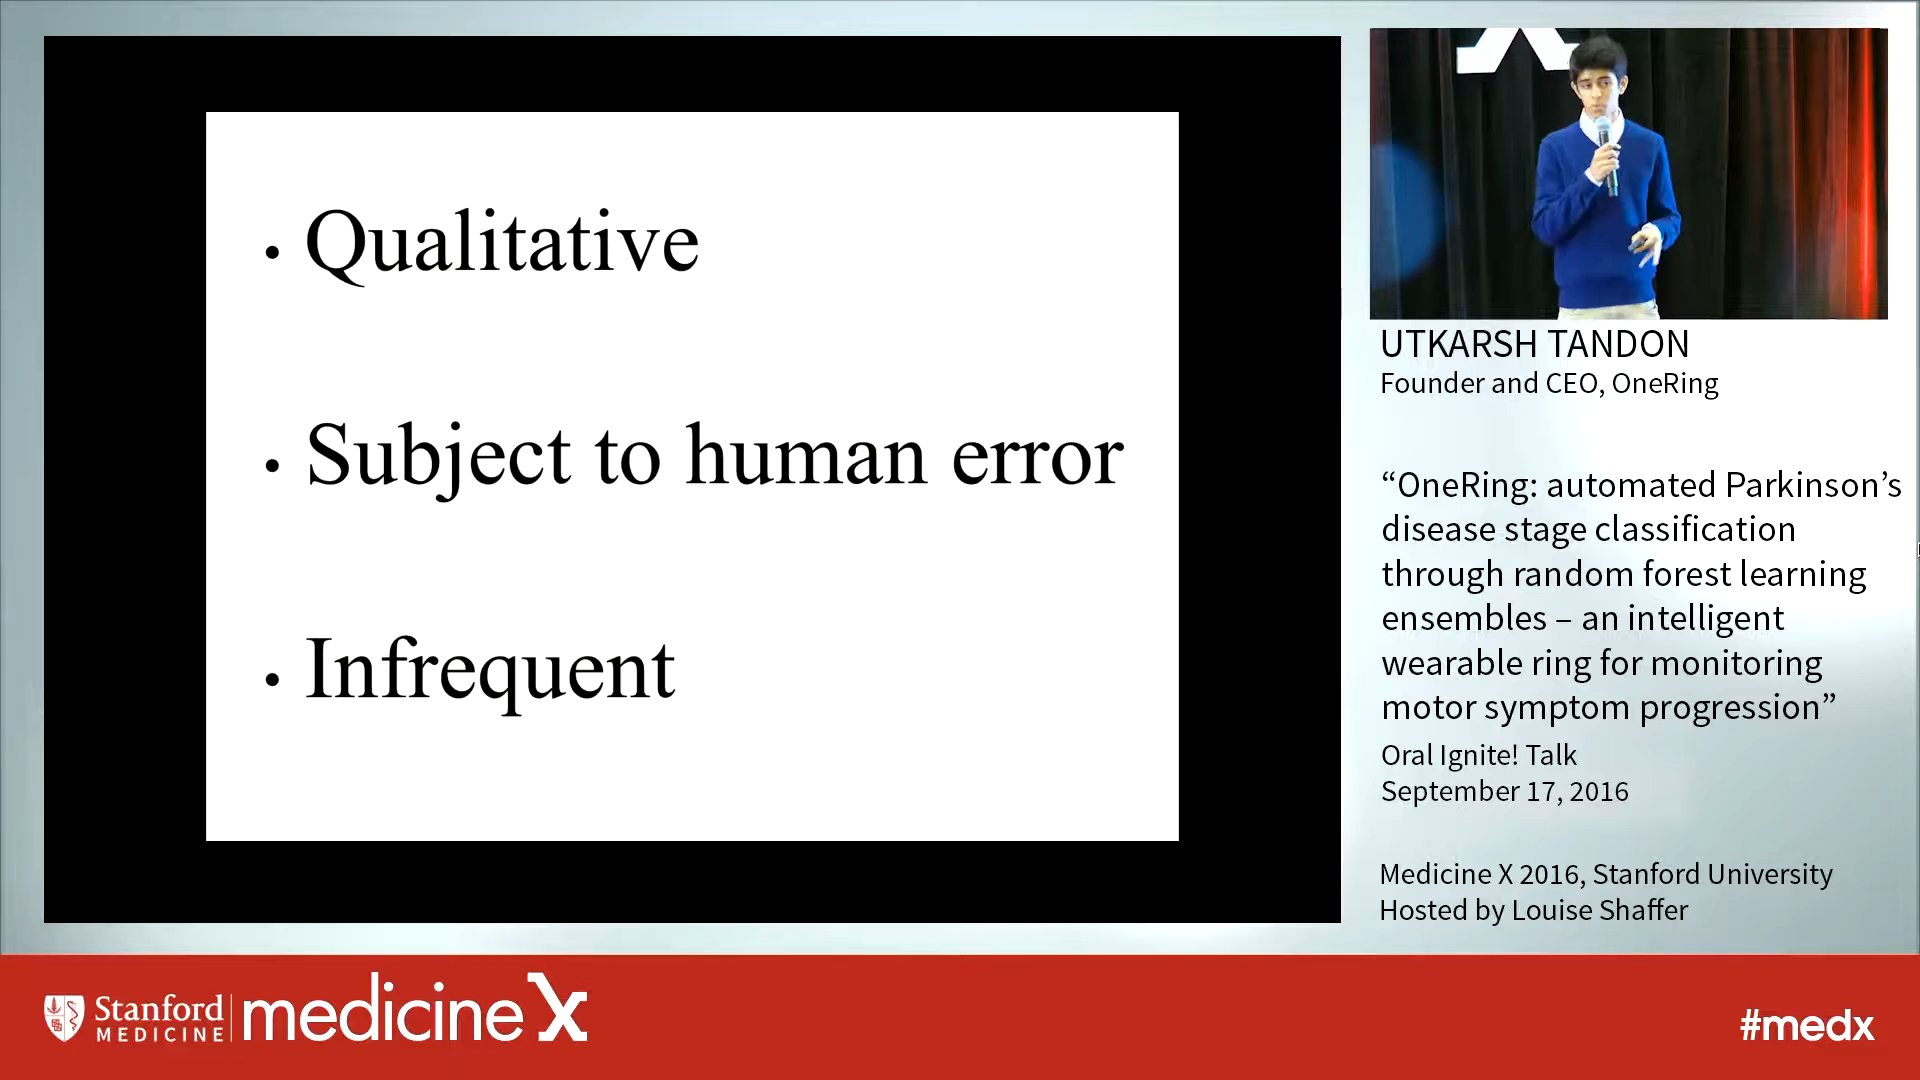 • Qualitative
• Subject to human error
• Infrequent
UTKARSH TANDON
Founder and CEO, OneRing
“OneRing: automated Parkinson’s
disease stage classification
through random forest learning
ensembles – an intelligent
wearable ring for monitoring
motor symptom progression”
Oral Ignite! Talk
September 17, 2016
Medicine X 2016, Stanford University
Hosted by Louise Shaffer
Stanford
MEDICINE
medicine X
#medx